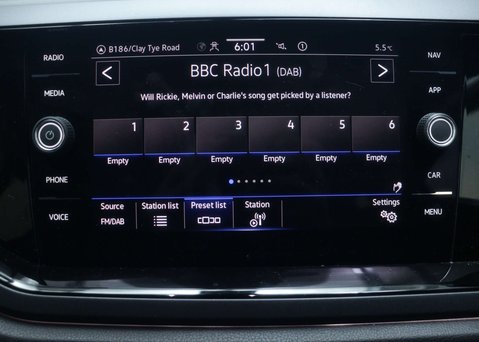 RADIO
MEDIA
PHONE
VOICE
B186/Clay Tye Road
6:01
1
5.5°C
BBC Radio1 (DAB)
Will Rickie, Melvin or Charlie's song get picked by a listener?
1 2 3 4 5 6
Empty Empty Empty Empty Empty Empty
Source Station list Preset list Station Settings
FM/DAB
NAV
APP
CAR
MENU